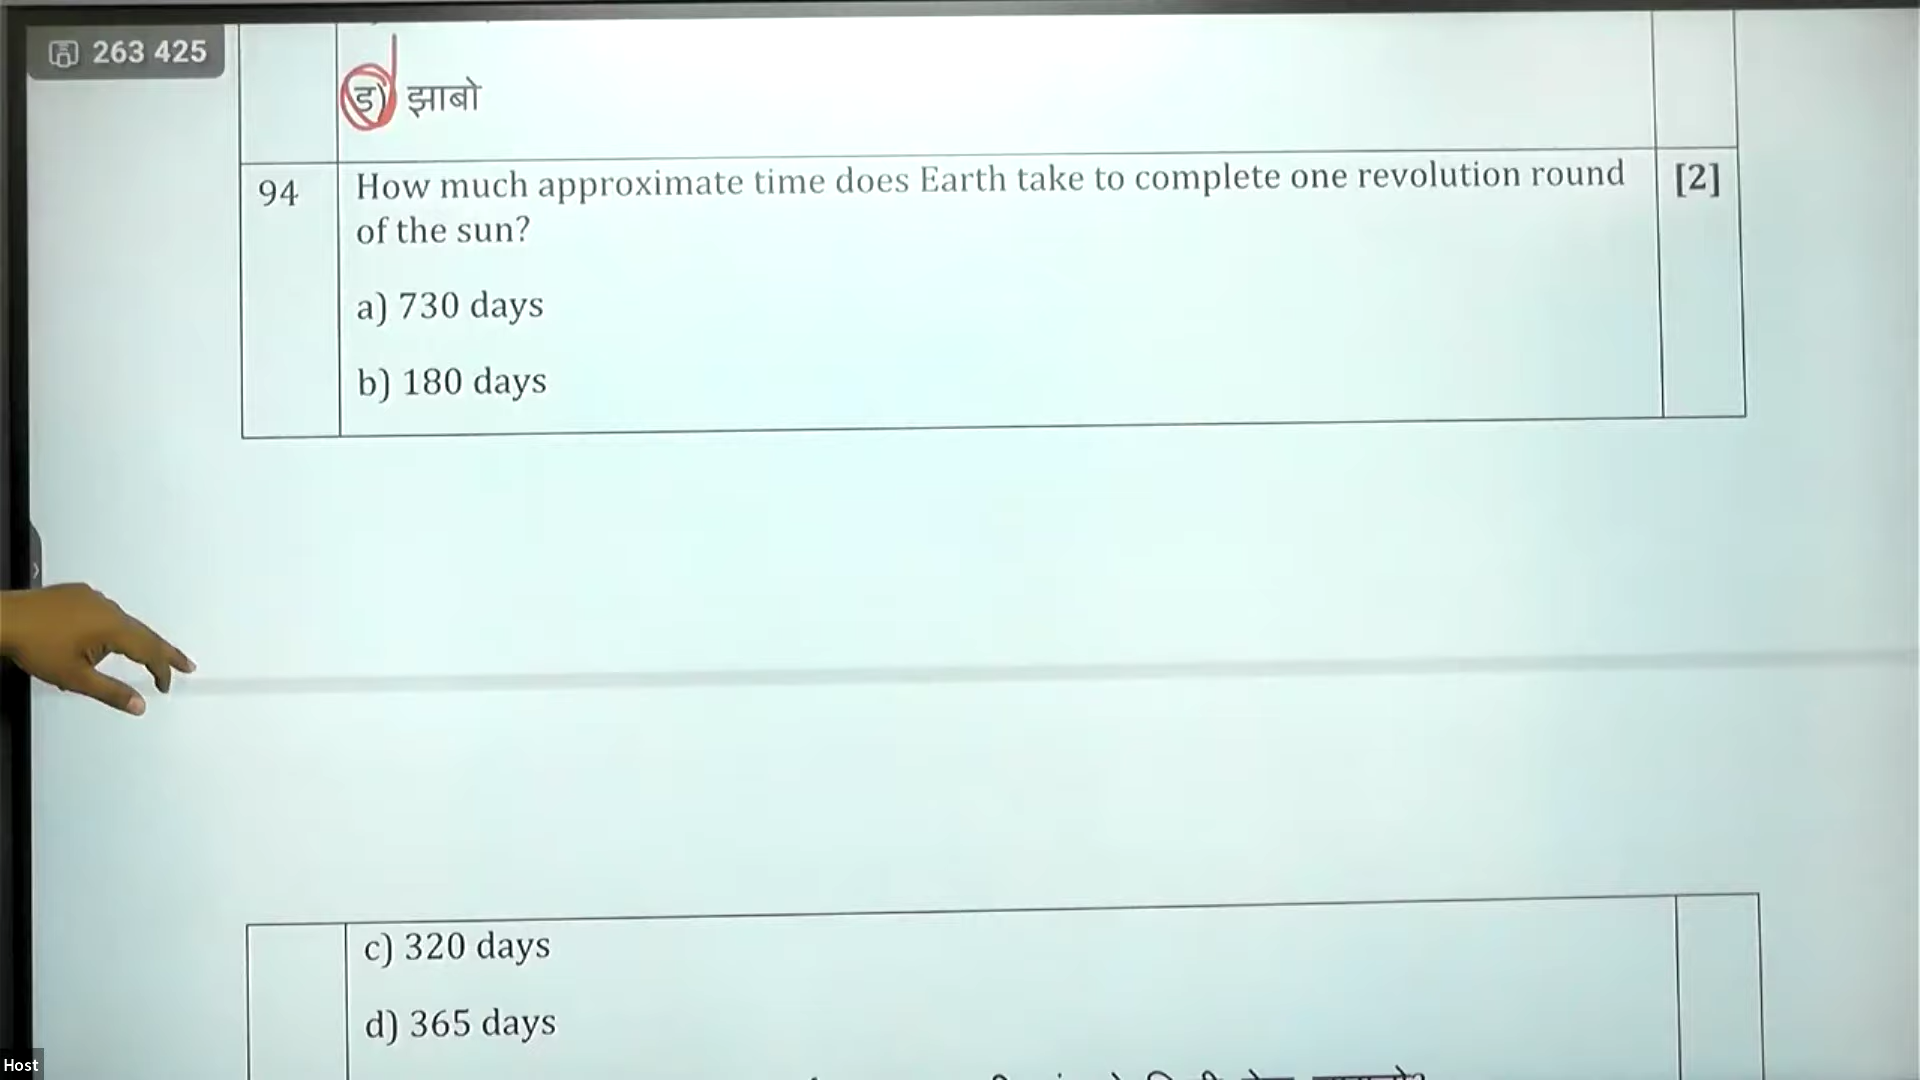 263 425
ड) झाबो
94 How much approximate time does Earth take to complete one revolution round [2]
of the sun?
a) 730 days
b) 180 days
c) 320 days
d) 365 days
Host